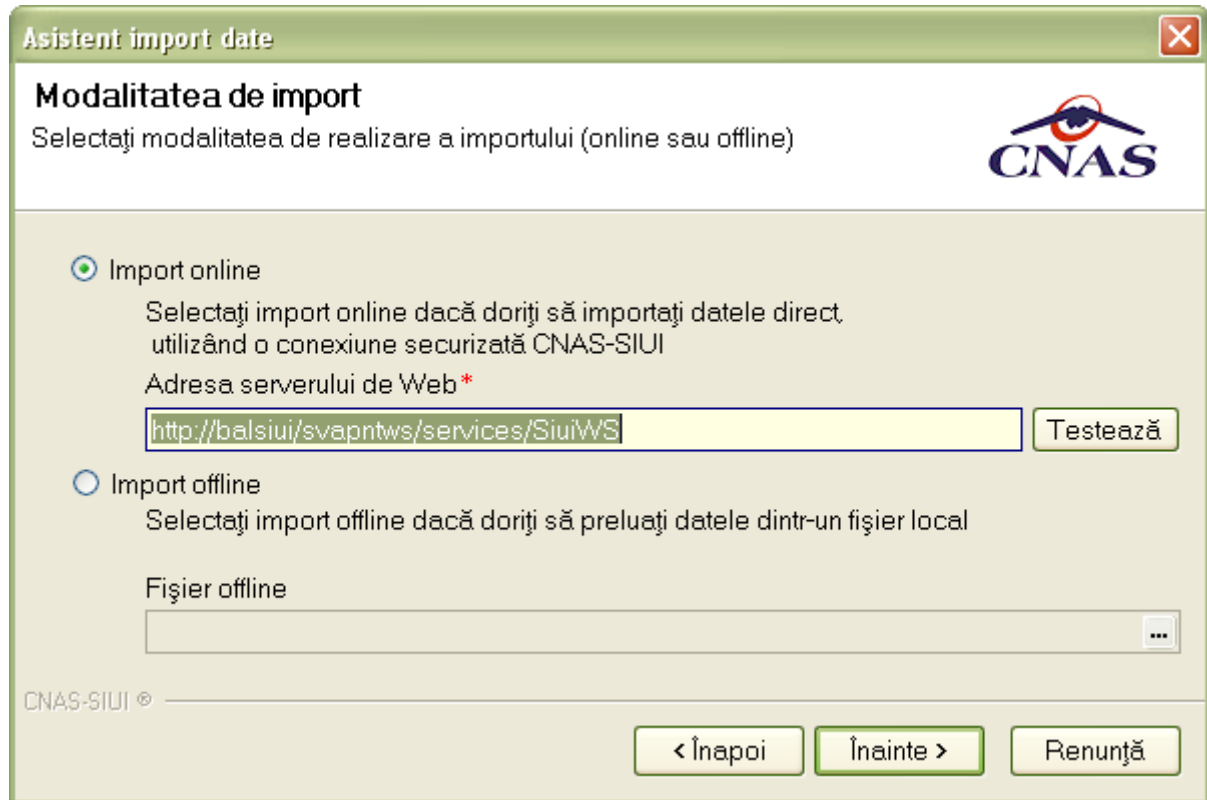 Asistent import date
Modalitatea de import
Selectaţi modalitatea de realizare a importului (online sau offline)
CNAS
Import online
Selectaţi import online dacă doriţi să importaţi datele direct,
utilizând o conexiune securizată CNAS-SIUI
Adresa serverului de Web*
http://balsiui/svapntws/services/SiuiWS
Testează
Import offline
Selectaţi import offline dacă doriţi să preluaţi datele dintr-un fişier local
Fişier offline
...
CNAS-SIUI ®
< Înapoi
Înainte >
Renunţă